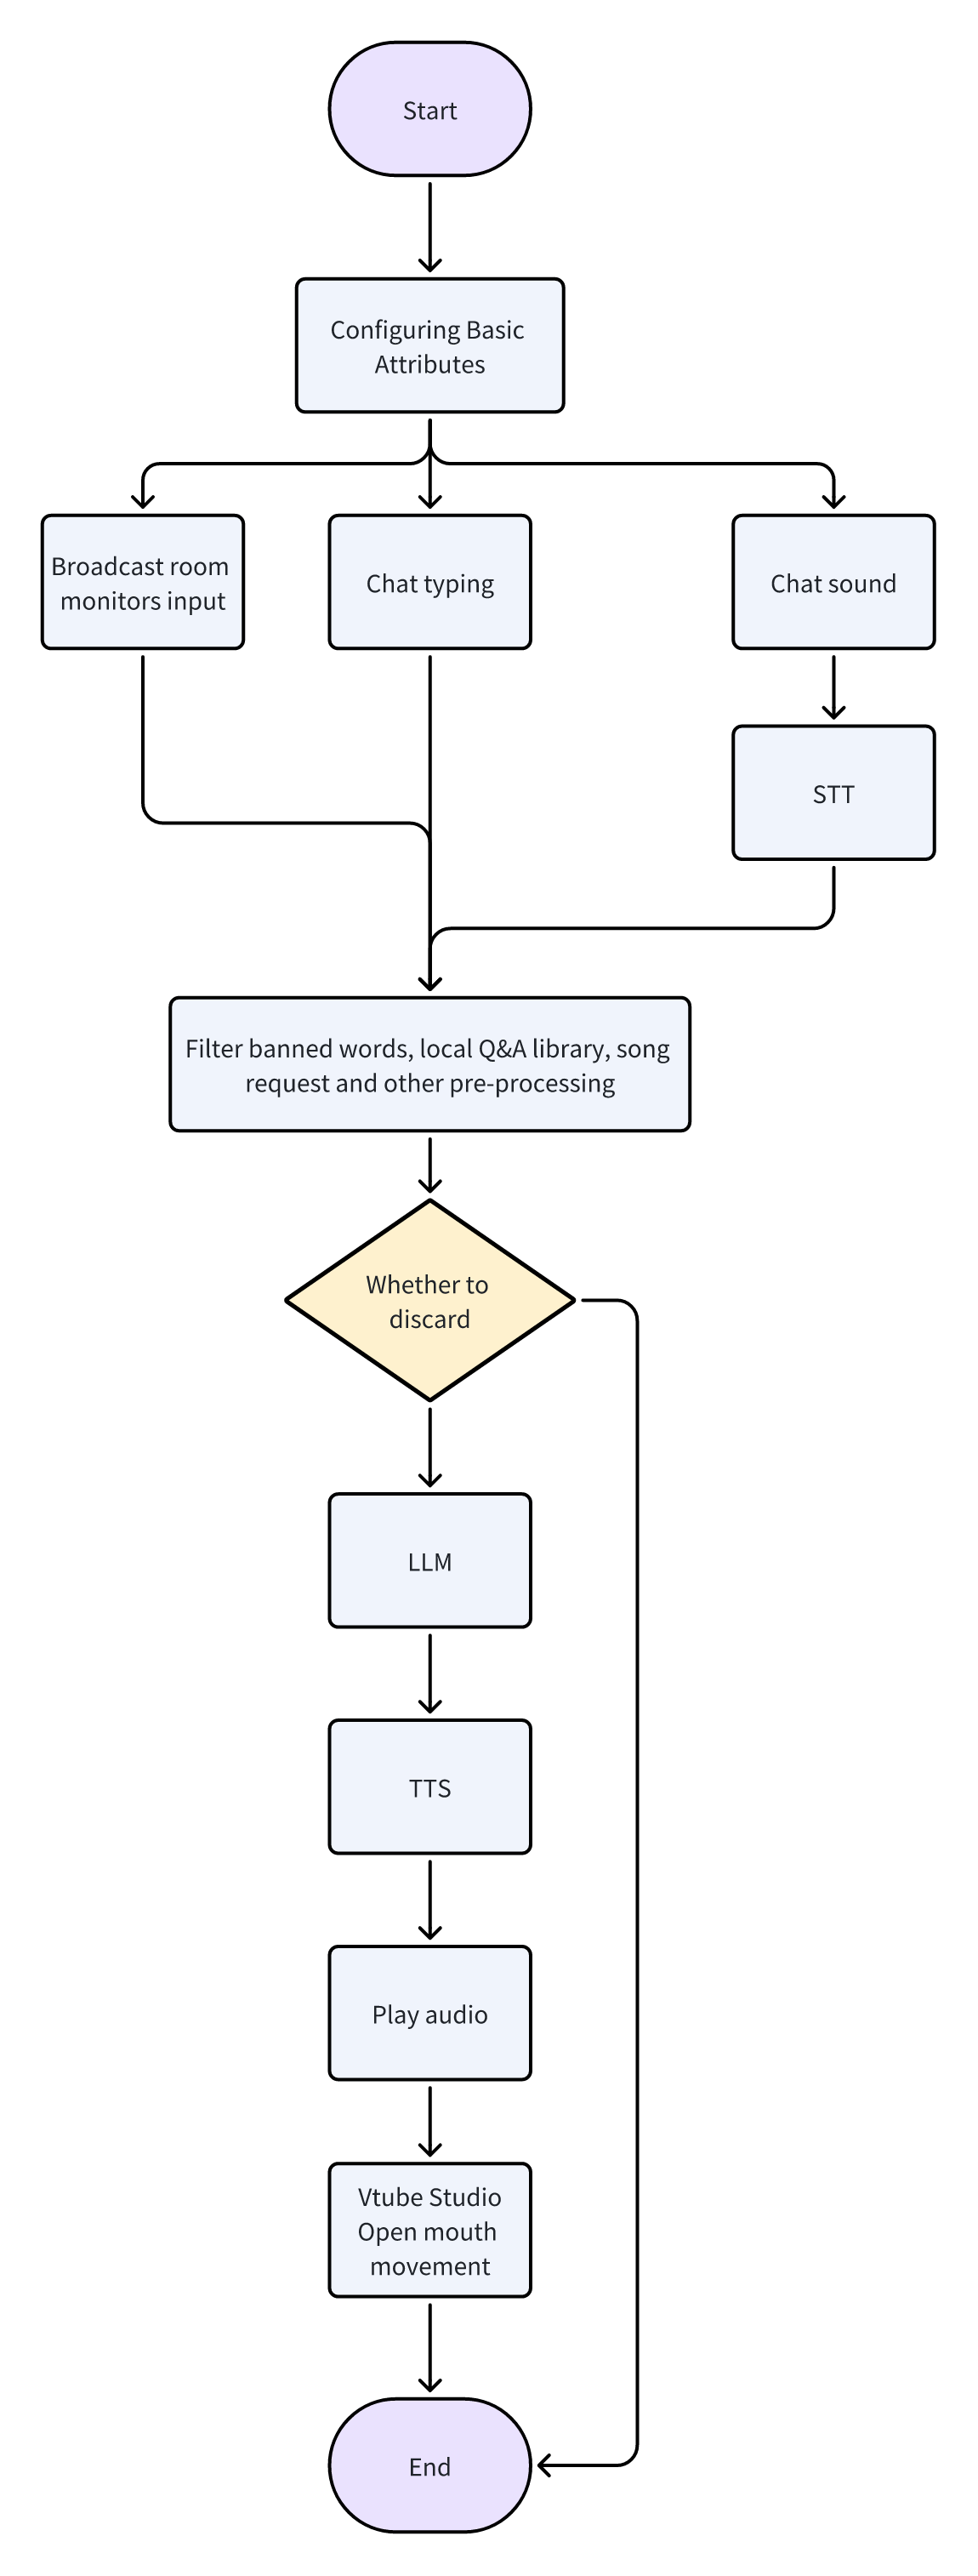 Start
Configuring Basic
Attributes
Broadcast room
monitors input
Chat typing
Chat sound
STT
Filter banned words, local Q&A library, song
request and other pre-processing
Whether to
discard
LLM
TTS
Play audio
Vtube Studio
Open mouth
movement
End